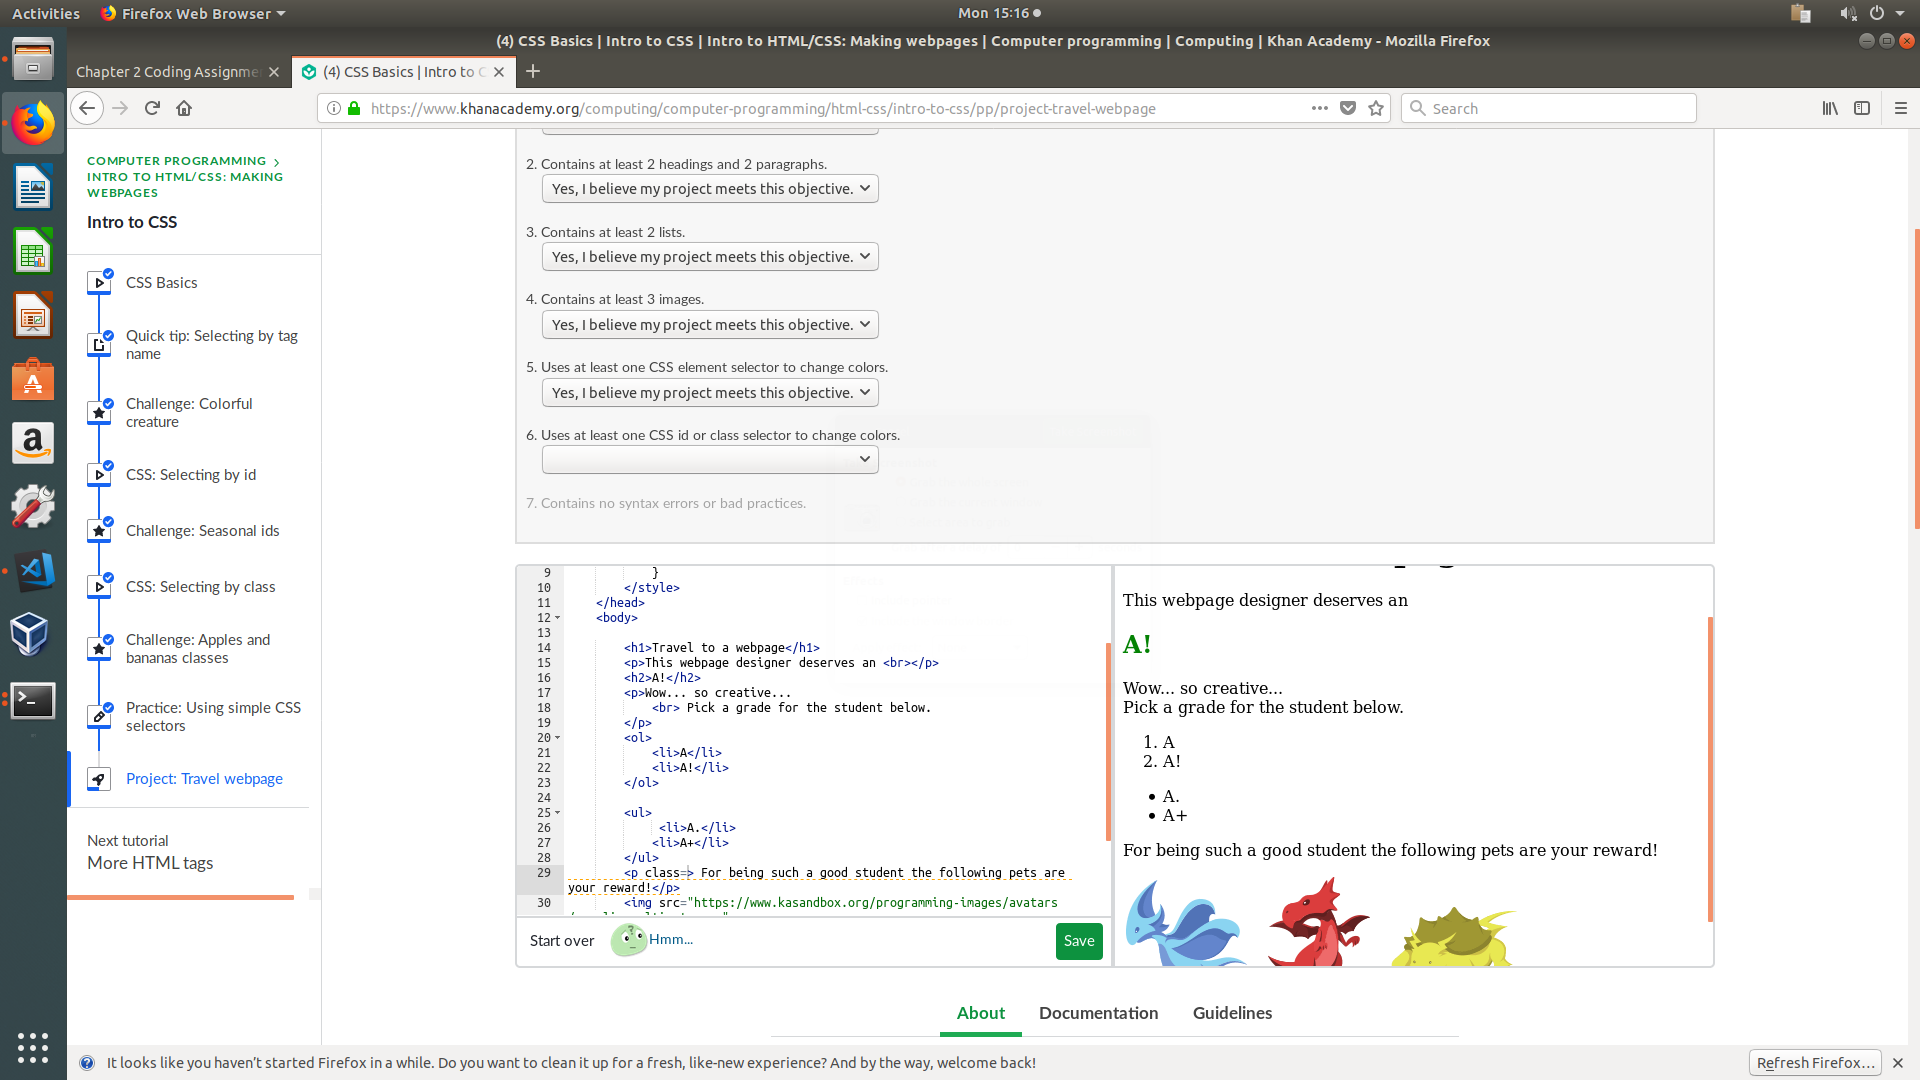 Activities
Firefox Web Browser
Mon 15:16
(4) CSS Basics | Intro to CSS | Intro to HTML/CSS: Making webpages | Computer programming | Computing | Khan Academy - Mozilla Firefox
Chapter 2 Coding Assignme
(4) CSS Basics | Intro to C
https://www.khanacademy.org/computing/computer-programming/html-css/intro-to-css/pp/project-travel-webpage
Search
COMPUTER PROGRAMMING
INTRO TO HTML/CSS: MAKING
WEBPAGES
Intro to CSS
CSS Basics
Quick tip: Selecting by tag
name
Challenge: Colorful
creature
CSS: Selecting by id
Challenge: Seasonal ids
CSS: Selecting by class
Challenge: Apples and
bananas classes
Practice: Using simple CSS
selectors
Project: Travel webpage
Next tutorial
More HTML tags
2. Contains at least 2 headings and 2 paragraphs.
Yes, I believe my project meets this objective.
3. Contains at least 2 lists.
Yes, I believe my project meets this objective.
4. Contains at least 3 images.
Yes, I believe my project meets this objective.
5. Uses at least one CSS element selector to change colors.
Yes, I believe my project meets this objective.
6. Uses at least one CSS id or class selector to change colors.
7. Contains no syntax errors or bad practices.
9 }
10 </style>
11 </head>
12 <body>
13
14 <h1>Travel to a webpage</h1>
15 <p>This webpage designer deserves an <br></p>
16 <h2>A!</h2>
17 <p>Wow... so creative...
18 <br> Pick a grade for the student below.
19 </p>
20 <ol>
21 <li>A</li>
22 <li>A!</li>
23 </ol>
24
25 <ul>
26 <li>A.</li>
27 <li>A+</li>
28 </ul>
29 <p class=> For being such a good student the following pets are
your reward!</p>
30 <img src="https://www.kasandbox.org/programming-images/avatars
Start over
Hmm...
Save
This webpage designer deserves an
A!
Wow... so creative...
Pick a grade for the student below.
1. A
2. A!
• A.
• A+
For being such a good student the following pets are your reward!
About
Documentation
Guidelines
It looks like you haven't started Firefox in a while. Do you want to clean it up for a fresh, like-new experience? And by the way, welcome back!
Refresh Firefox...